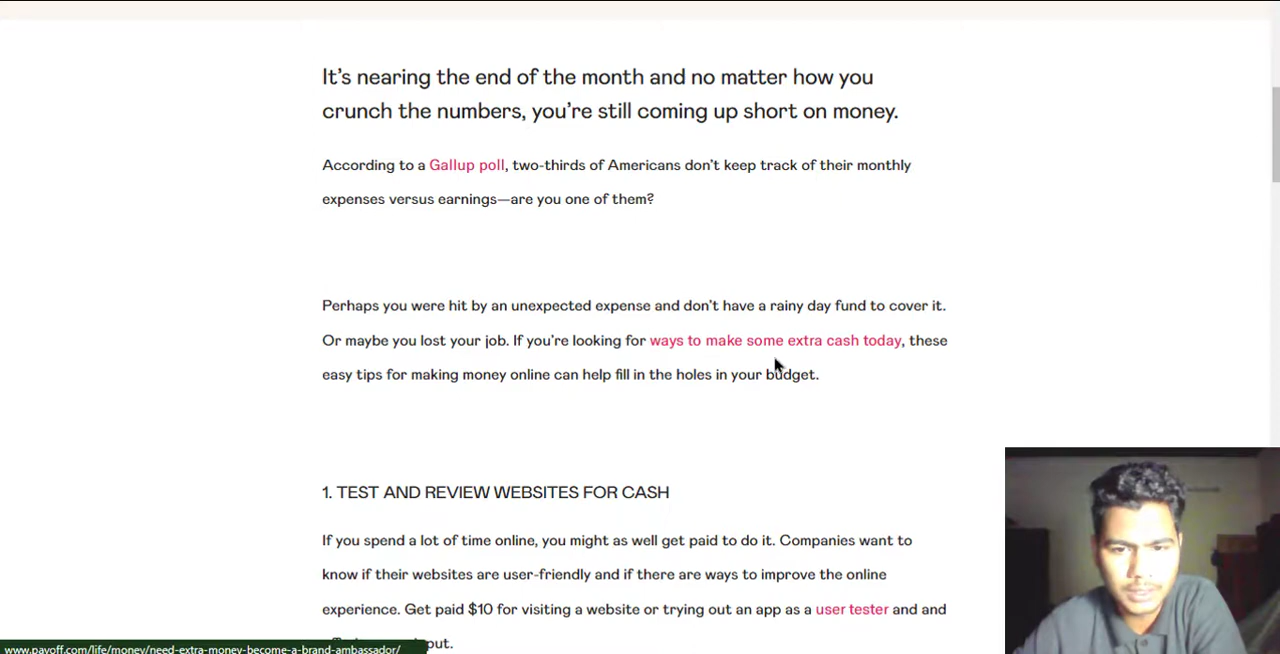 It’s nearing the end of the month and no matter how you
crunch the numbers, you’re still coming up short on money.
According to a Gallup poll, two-thirds of Americans don’t keep track of their monthly
expenses versus earnings—are you one of them?
Perhaps you were hit by an unexpected expense and don’t have a rainy day fund to cover it.
Or maybe you lost your job. If you’re looking for ways to make some extra cash today, these
easy tips for making money online can help fill in the holes in your budget.
1. TEST AND REVIEW WEBSITES FOR CASH
If you spend a lot of time online, you might as well get paid to do it. Companies want to
know if their websites are user-friendly and if there are ways to improve the online
experience. Get paid $10 for visiting a website or trying out an app as a user tester and and
www.payoff.com/life/money/need-extra-money-become-a-brand-ambassador/